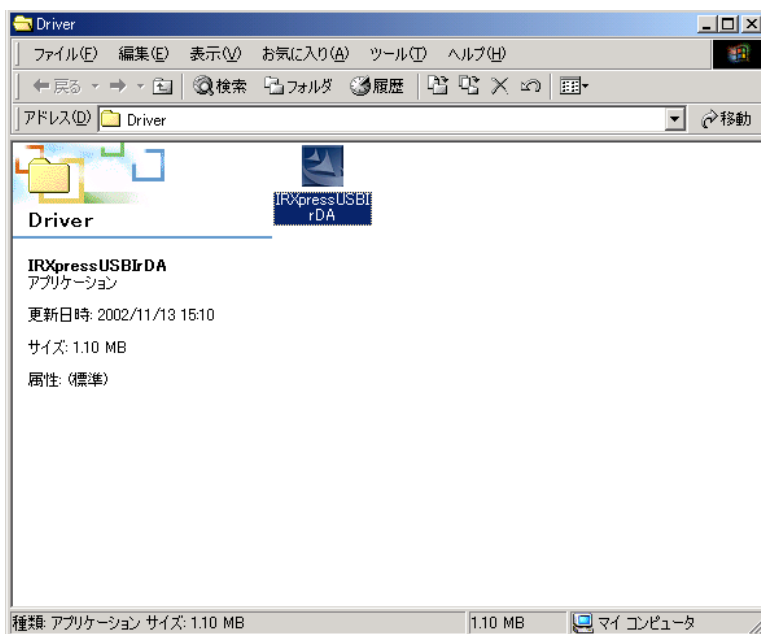 Driver
ファイル(F) 編集(E) 表示(V) お気に入り(A) ツール(T) ヘルプ(H)
戻る 検索 フォルダ 履歴
アドレス(D) Driver 移動
Driver
IRXpressUSBI
rDA
IRXpressUSBIrDA
アプリケーション
更新日時: 2002/11/13 15:10
サイズ: 1.10 MB
属性: (標準)
種類: アプリケーション サイズ: 1.10 MB 1.10 MB マイ コンピュータ